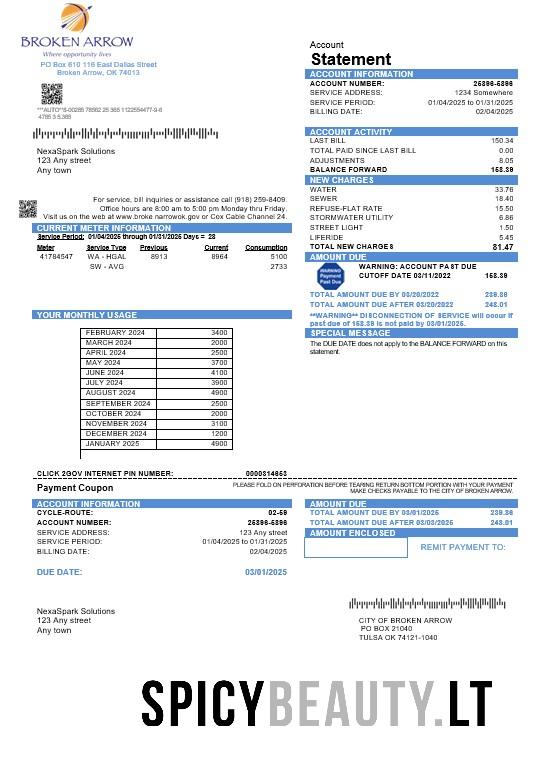 BROKEN ARROW
Where opportunity lives
PO Box 610 116 East Dallas Street
Broken Arrow, OK 74013
NexaSpark Solutions
123 Any street
Any town
For service, bill inquiries or assistance call (918) 259-8409.
Office hours are 8:00 am to 5:00 pm Monday thru Friday.
Visit us on the web at www.broke narrowok.gov or Cox Cable Channel 24.
CURRENT METER INFORMATION
Service Period: 01/04/2025 through 01/31/2025 Days = 28
Meter Service Type Previous Current Consumption
41784547 WA - HGAL 8913 8964 5100
SW - AVG 2733
YOUR MONTHLY USAGE
FEBRUARY 2024 3400
MARCH 2024 2000
APRIL 2024 2500
MAY 2024 3700
JUNE 2024 4100
JULY 2024 3900
AUGUST 2024 4900
SEPTEMBER 2024 2500
OCTOBER 2024 2000
NOVEMBER 2024 3100
DECEMBER 2024 1200
JANUARY 2025 4900
CLICK 2GOV INTERNET PIN NUMBER: 0000314653
Account
Statement
ACCOUNT INFORMATION
ACCOUNT NUMBER: 25896-5896
SERVICE ADDRESS: 1234 Somewhere
SERVICE PERIOD: 01/04/2025 to 01/31/2025
BILLING DATE: 02/04/2025
ACCOUNT ACTIVITY
LAST BILL 150.34
TOTAL PAID SINCE LAST BILL 0.00
ADJUSTMENTS 8.05
BALANCE FORWARD 158.39
NEW CHARGES
WATER 33.76
SEWER 18.40
REFUSE-FLAT RATE 15.50
STORMWATER UTILITY 6.86
STREET LIGHT 1.50
LIFERIDE 5.45
TOTAL NEW CHARGES 81.47
AMOUNT DUE
WARNING
Payment
Past Due
WARNING: ACCOUNT PAST DUE
CUTOFF DATE 03/11/2022 158.39
TOTAL AMOUNT DUE BY 03/20/2022 239.86
TOTAL AMOUNT DUE AFTER 03/20/2022 248.01
**WARNING** DISCONNECTION OF SERVICE will occur if
past due of 158.39 is not paid by 03/01/2025.
SPECIAL MESSAGE
The DUE DATE does not apply to the BALANCE FORWARD on this
statement.
Payment Coupon
PLEASE FOLD ON PERFORATION BEFORE TEARING RETURN BOTTOM PORTION WITH YOUR PAYMENT
MAKE CHECKS PAYABLE TO THE CITY OF BROKEN ARROW.
ACCOUNT INFORMATION
CYCLE-ROUTE: 02-59
ACCOUNT NUMBER: 25896-5896
SERVICE ADDRESS: 123 Any street
SERVICE PERIOD: 01/04/2025 to 01/31/2025
BILLING DATE: 02/04/2025
DUE DATE: 03/01/2025
AMOUNT DUE
TOTAL AMOUNT DUE BY 03/01/2025 239.86
TOTAL AMOUNT DUE AFTER 03/03/2025 248.01
AMOUNT ENCLOSED
REMIT PAYMENT TO:
NexaSpark Solutions
123 Any street
Any town
CITY OF BROKEN ARROW
PO BOX 21040
TULSA OK 74121-1040
SPICYBEAUTY.LT